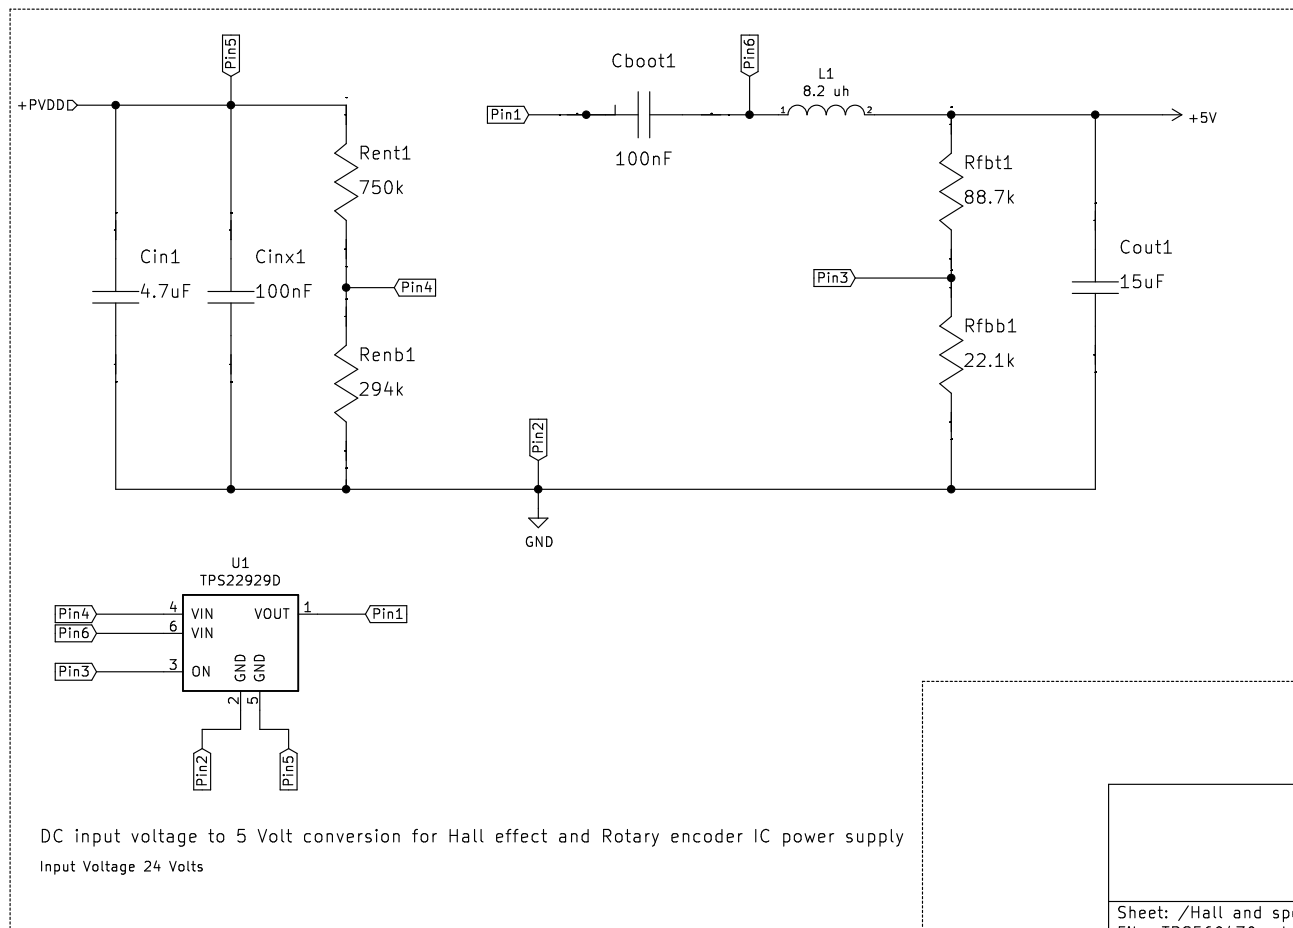 Pin5
+PVDD
Rent1
750k
Cin1
4.7uF
Cinx1
100nF
Pin4
Renb1
294k
Cboot1
Pin1
100nF
Pin6
L1
8.2 uh
1 2
+5V
Rfbt1
88.7k
Pin3
Cout1
15uF
Rfbb1
22.1k
Pin2
GND
U1
TPS22929D
Pin4 4 VIN VOUT 1 Pin1
Pin6 6 VIN
Pin3 3 ON
GND GND
2 5
Pin2 Pin5
DC input voltage to 5 Volt conversion for Hall effect and Rotary encoder IC power supply
Input Voltage 24 Volts
Sheet: /Hall and spe